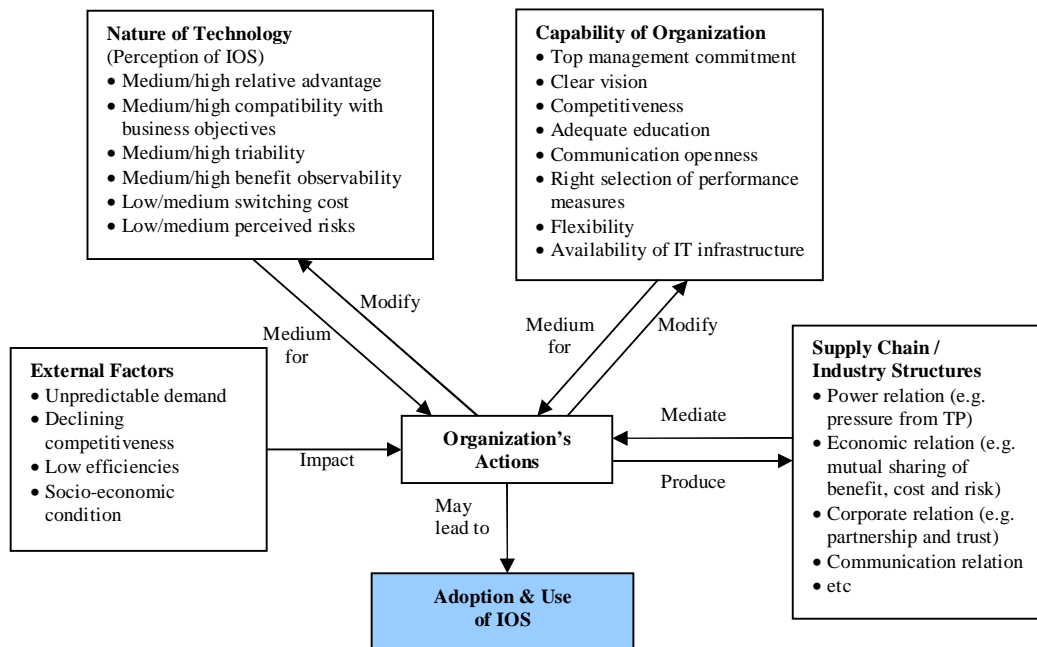 Nature of Technology
(Perception of IOS)
• Medium/high relative advantage
• Medium/high compatibility with
business objectives
• Medium/high triability
• Medium/high benefit observability
• Low/medium switching cost
• Low/medium perceived risks
Capability of Organization
• Top management commitment
• Clear vision
• Competitiveness
• Adequate education
• Communication openness
• Right selection of performance
measures
• Flexibility
• Availability of IT infrastructure
Modify
Medium
for
Medium
for
Modify
External Factors
• Unpredictable demand
• Declining
competitiveness
• Low efficiencies
• Socio-economic
condition
Impact
Organization's
Actions
Mediate
Produce
Supply Chain /
Industry Structures
• Power relation (e.g.
pressure from TP)
• Economic relation (e.g.
mutual sharing of
benefit, cost and risk)
• Corporate relation (e.g.
partnership and trust)
• Communication relation
• etc
May
lead to
Adoption & Use
of IOS